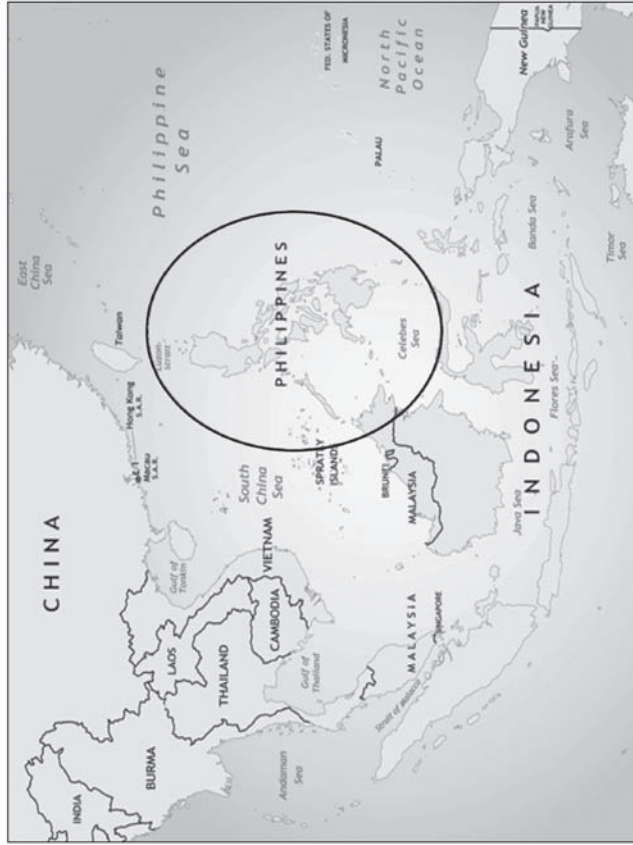 East
China
Sea
Philippine
Sea
FED. STATES OF
MICRONESIA
North
Pacific
Ocean
PALAU
New Guinea
PAPUA
NEW
GUINEA
Arafura
Sea
Banda Sea
Timor
Sea
Taiwan
Luzon
Strait
PHILIPPINES
Celebes
Sea
INDONESIA
Flores Sea
CHINA
Hong Kong
S.A.R.
Macau
S.A.R.
Gulf of
Tonkin
South
China
Sea
SPRATLY
ISLANDS
BRUNEI
MALAYSIA
Java Sea
VIETNAM
LAOS
THAILAND
CAMBODIA
Gulf of
Thailand
MALAYSIA
SINGAPORE
Strait of Malacca
INDIA
BURMA
Andaman
Sea